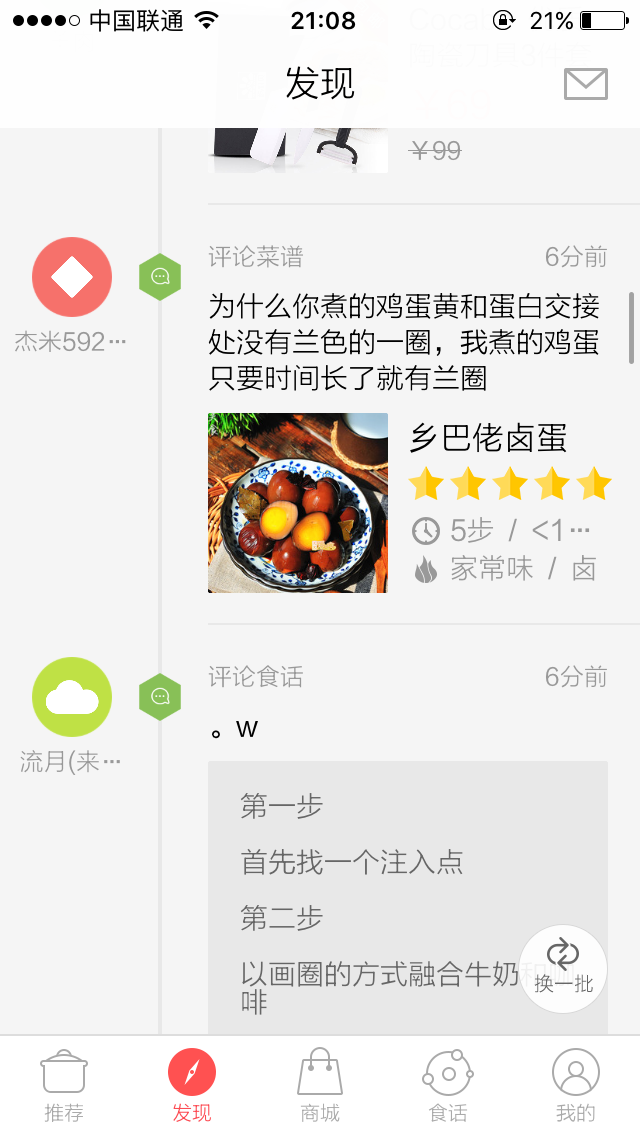 中国联通
21:08
21%
发现
￥99
评论菜谱
6分前
杰米592…
为什么你煮的鸡蛋黄和蛋白交接
处没有兰色的一圈，我煮的鸡蛋
只要时间长了就有兰圈
乡巴佬卤蛋
5步 / <1…
家常味 / 卤
评论食话
6分前
流月(来…
。w
第一步
首先找一个注入点
第二步
以画圈的方式融合牛奶
啡
换一批
推荐
发现
商城
食话
我的